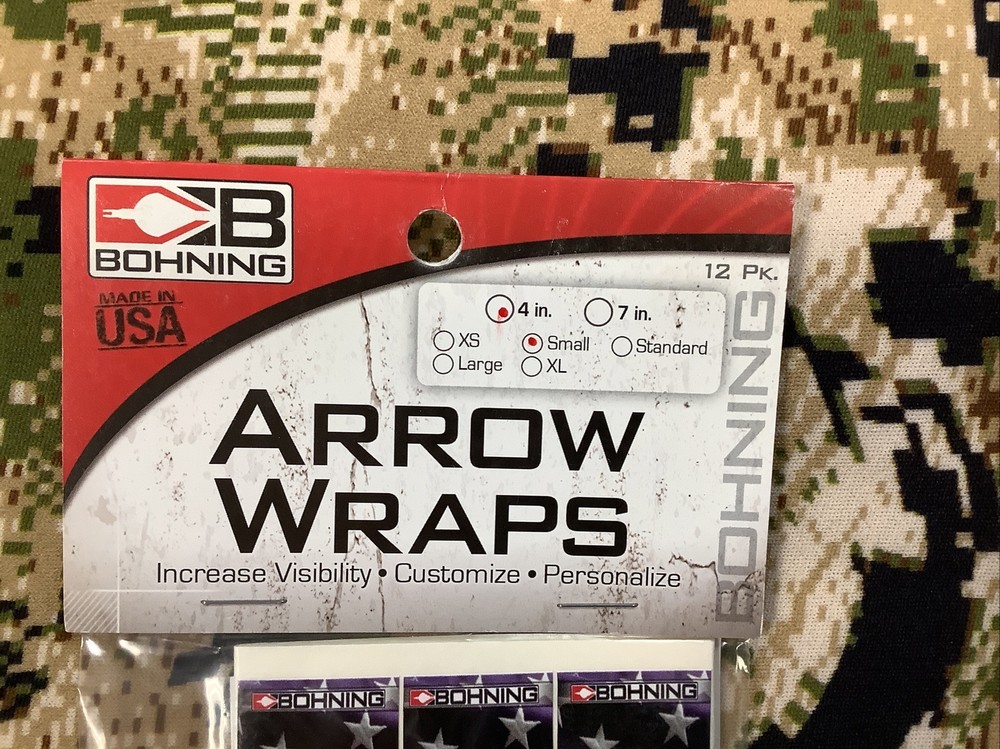 B
BOHNING
MADE IN
USA
12 PK.
4 in. 7 in.
XS Small Standard
Large XL
ARROW
WRAPS
Increase Visibility • Customize • Personalize
BOHNING
BOHNING BOHNING BOHNING